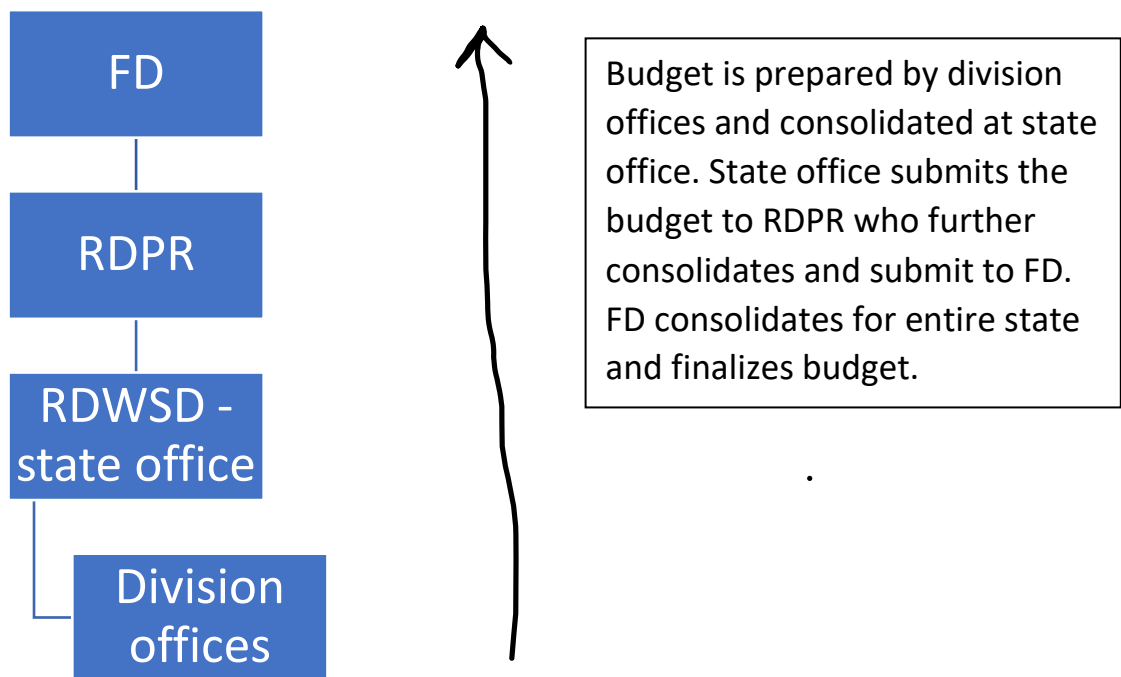 FD
RDPR
RDWSD -
state office
Division
offices
Budget is prepared by division
offices and consolidated at state
office. State office submits the
budget to RDPR who further
consolidates and submit to FD.
FD consolidates for entire state
and finalizes budget.
.